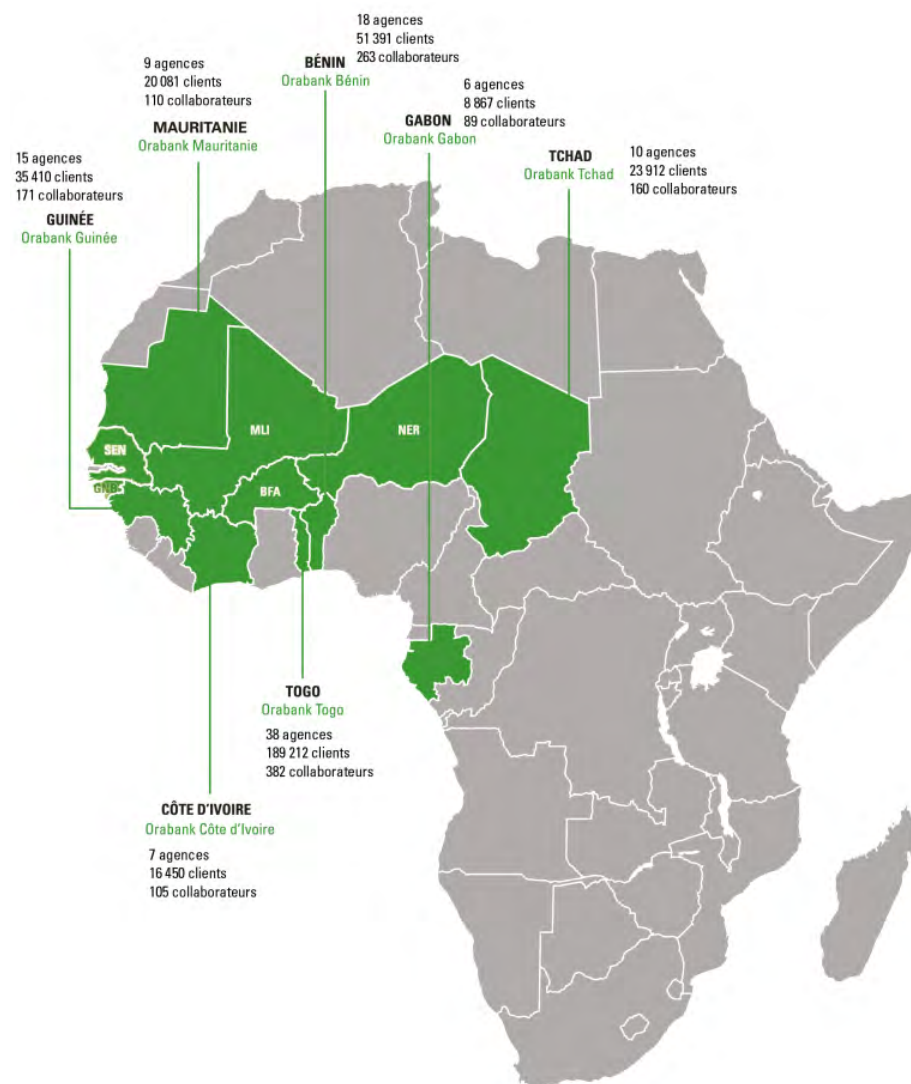 18 agences
51 391 clients
263 collaborateurs
BÉNIN
Orabank Bénin
9 agences
20 081 clients
110 collaborateurs
MAURITANIE
Orabank Mauritanie
6 agences
8 867 clients
89 collaborateurs
GABON
Orabank Gabon
10 agences
23 912 clients
160 collaborateurs
TCHAD
Orabank Tchad
15 agences
35 410 clients
171 collaborateurs
GUINÉE
Orabank Guinée
MLI
NER
SEN
BFA
GNB
TOGO
Orabank Togo
38 agences
189 212 clients
382 collaborateurs
CÔTE D'IVOIRE
Orabank Côte d'Ivoire
7 agences
16 450 clients
105 collaborateurs